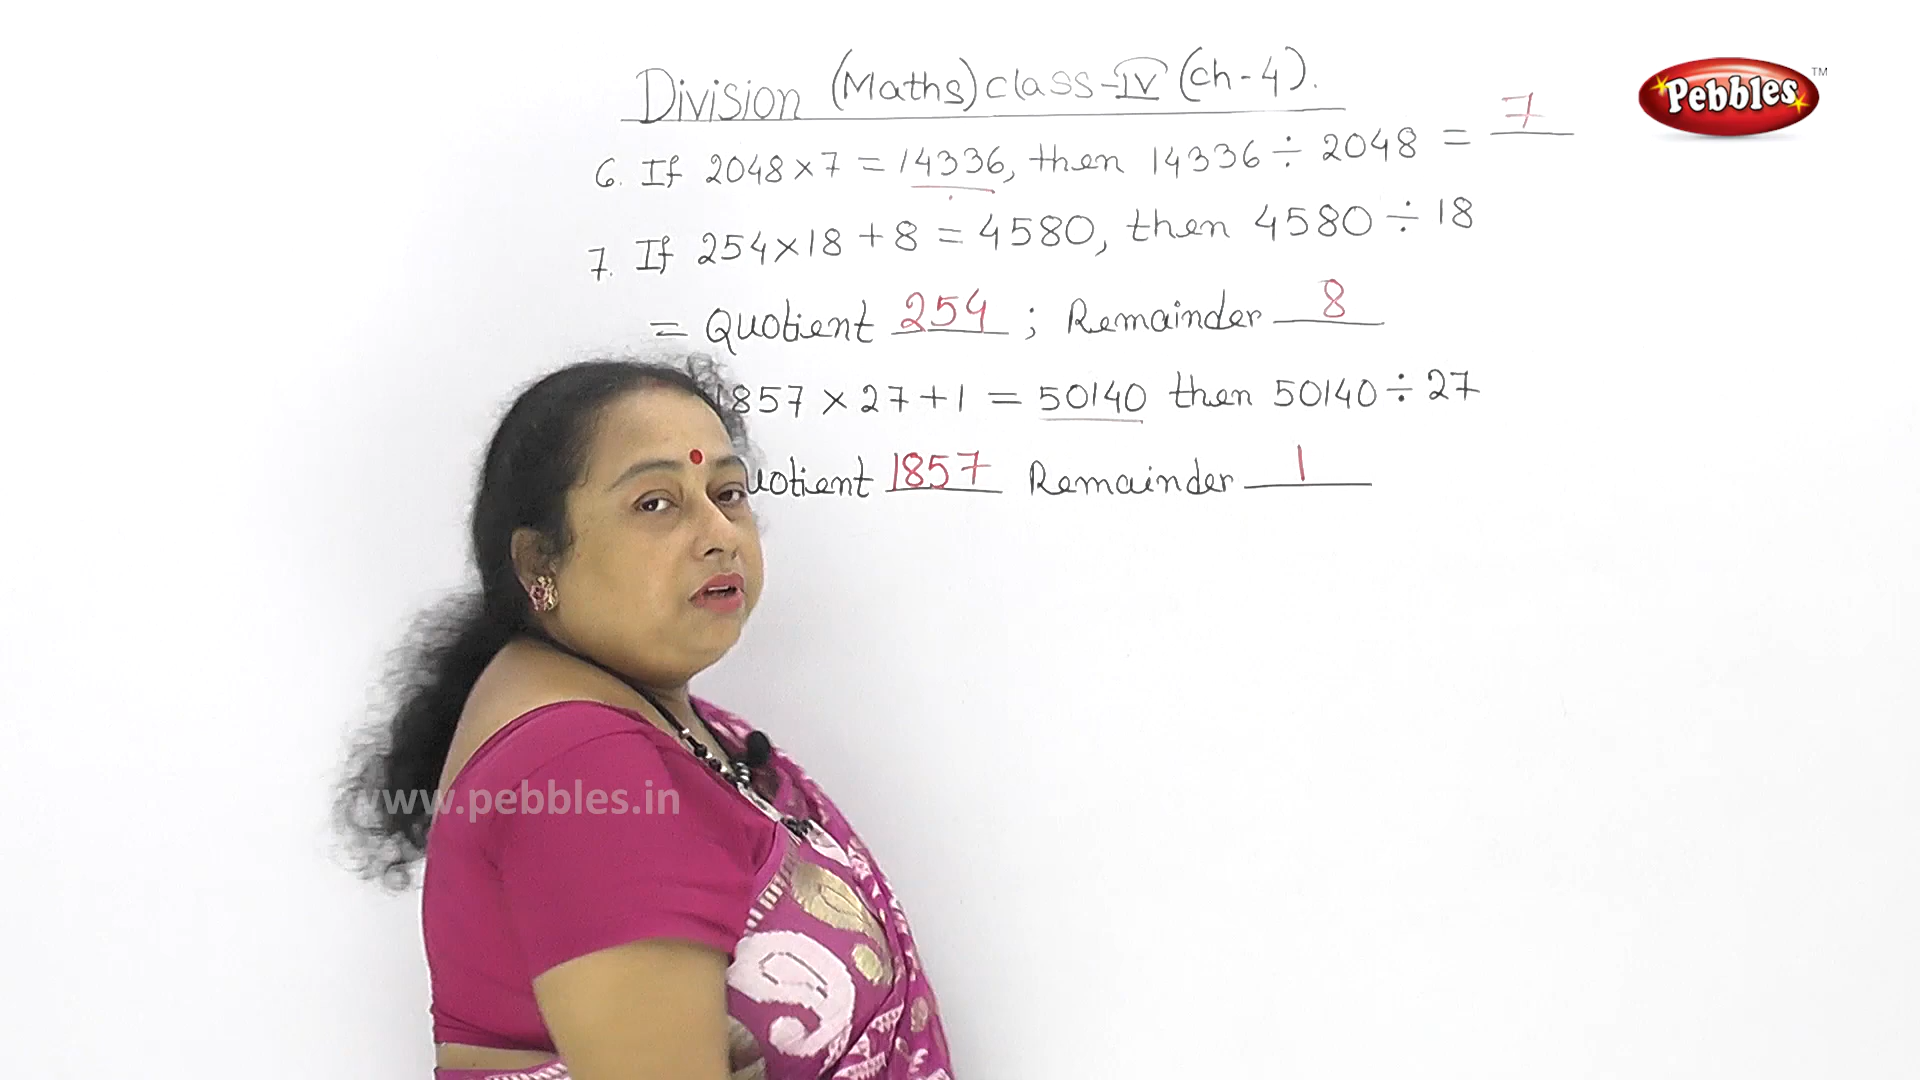 Division (Maths) class-IV (ch-4).
Pebbles TM
6. If 2048×7 = 14336, then 14336 ÷ 2048 = 7
7. If 254×18 + 8 = 4580, then 4580 ÷ 18
= Quotient 254 ; Remainder 8
1857 × 27+1 = 50140 then 50140 ÷ 27
uotient 1857 Remainder 1
www.pebbles.in